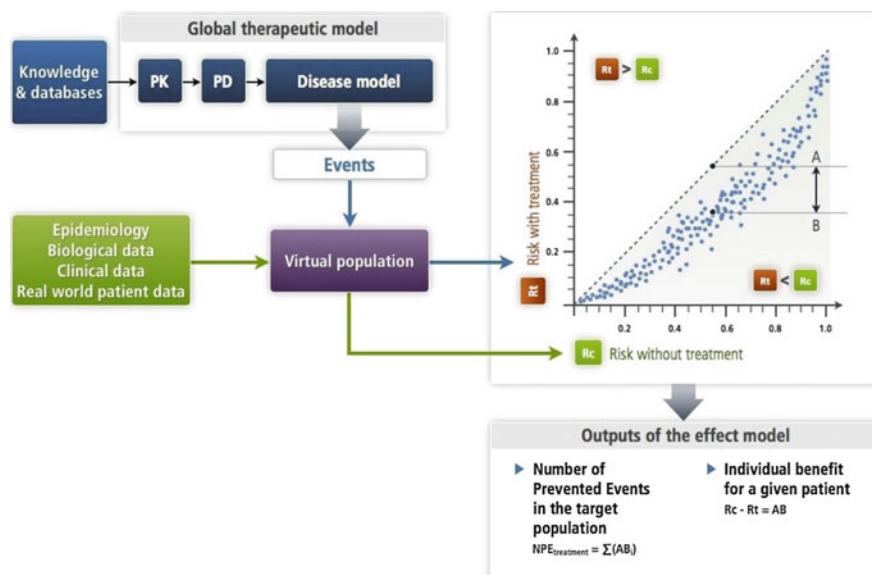 Global therapeutic model
Knowledge
& databases
PK
PD
Disease model
Events
Epidemiology
Biological data
Clinical data
Real world patient data
Virtual population
Rt > Rc
1.0
0.8
0.6
0.4
0.2
Risk with treatment
Rt
A
B
Rt < Rc
0.2
0.4
0.6
0.8
1.0
Rc Risk without treatment
Outputs of the effect model
Number of
Prevented Events
in the target
population
NPEtreatment = ∑(ABi)
Individual benefit
for a given patient
Rc - Rt = AB